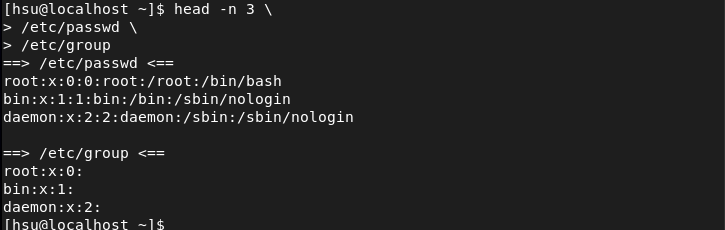 [hsu@localhost ~]$ head -n 3 \
> /etc/passwd \
> /etc/group
==> /etc/passwd <==
root:x:0:0:root:/root:/bin/bash
bin:x:1:1:bin:/bin:/sbin/nologin
daemon:x:2:2:daemon:/sbin:/sbin/nologin

==> /etc/group <==
root:x:0:
bin:x:1:
daemon:x:2:
[hsu@localhost ~]$